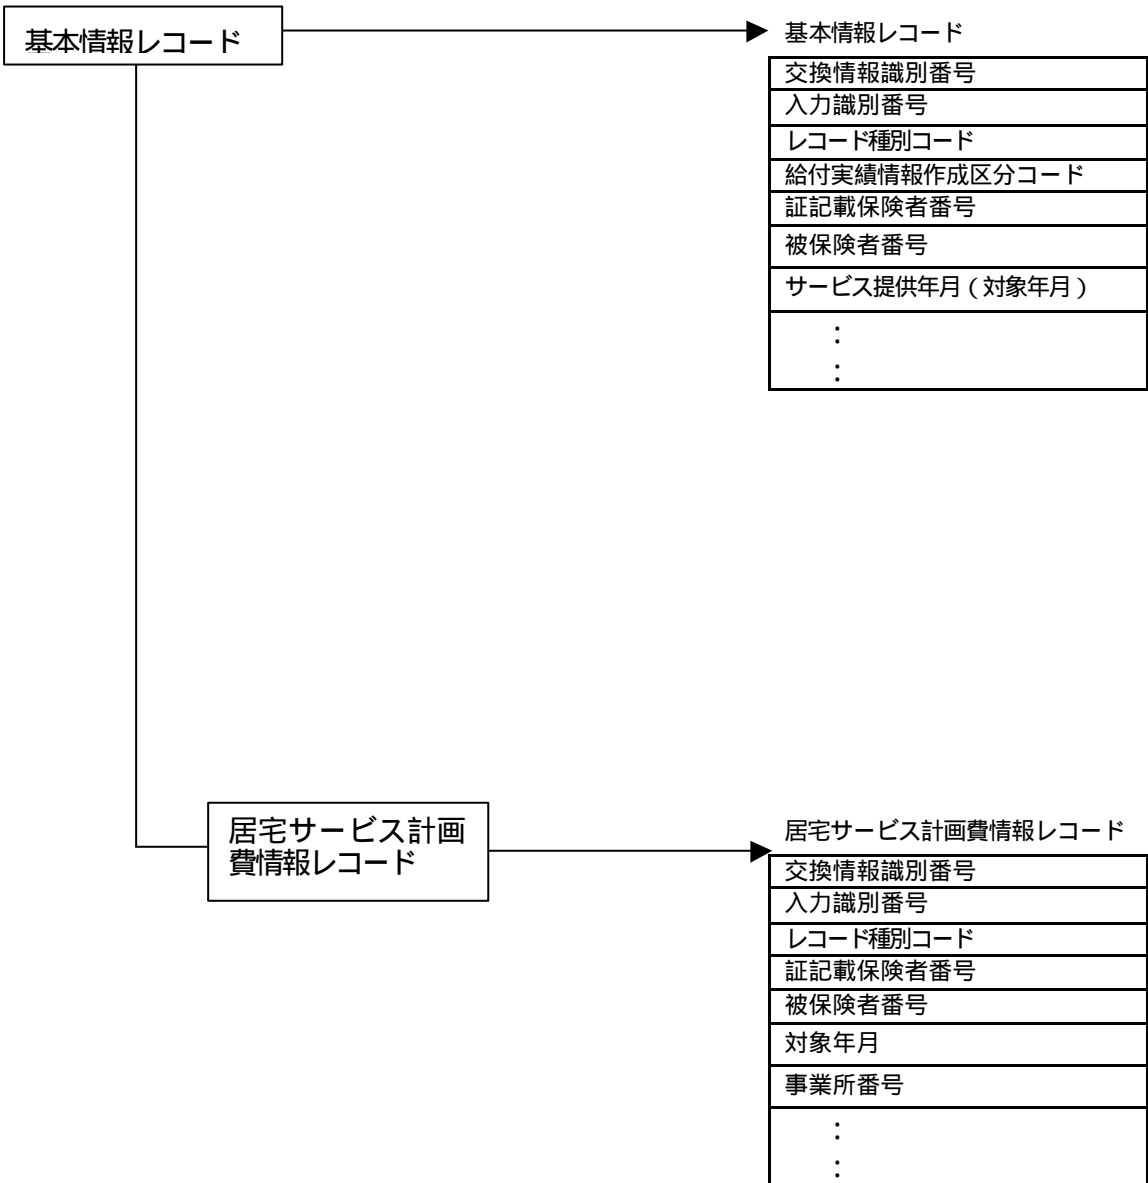 基本情報レコード
基本情報レコード
交換情報識別番号
入力識別番号
レコード種別コード
給付実績情報作成区分コード
証記載保険者番号
被保険者番号
サービス提供年月(対象年月)
:
:
居宅サービス計画
費情報レコード
居宅サービス計画費情報レコード
交換情報識別番号
入力識別番号
レコード種別コード
証記載保険者番号
被保険者番号
対象年月
事業所番号
:
: